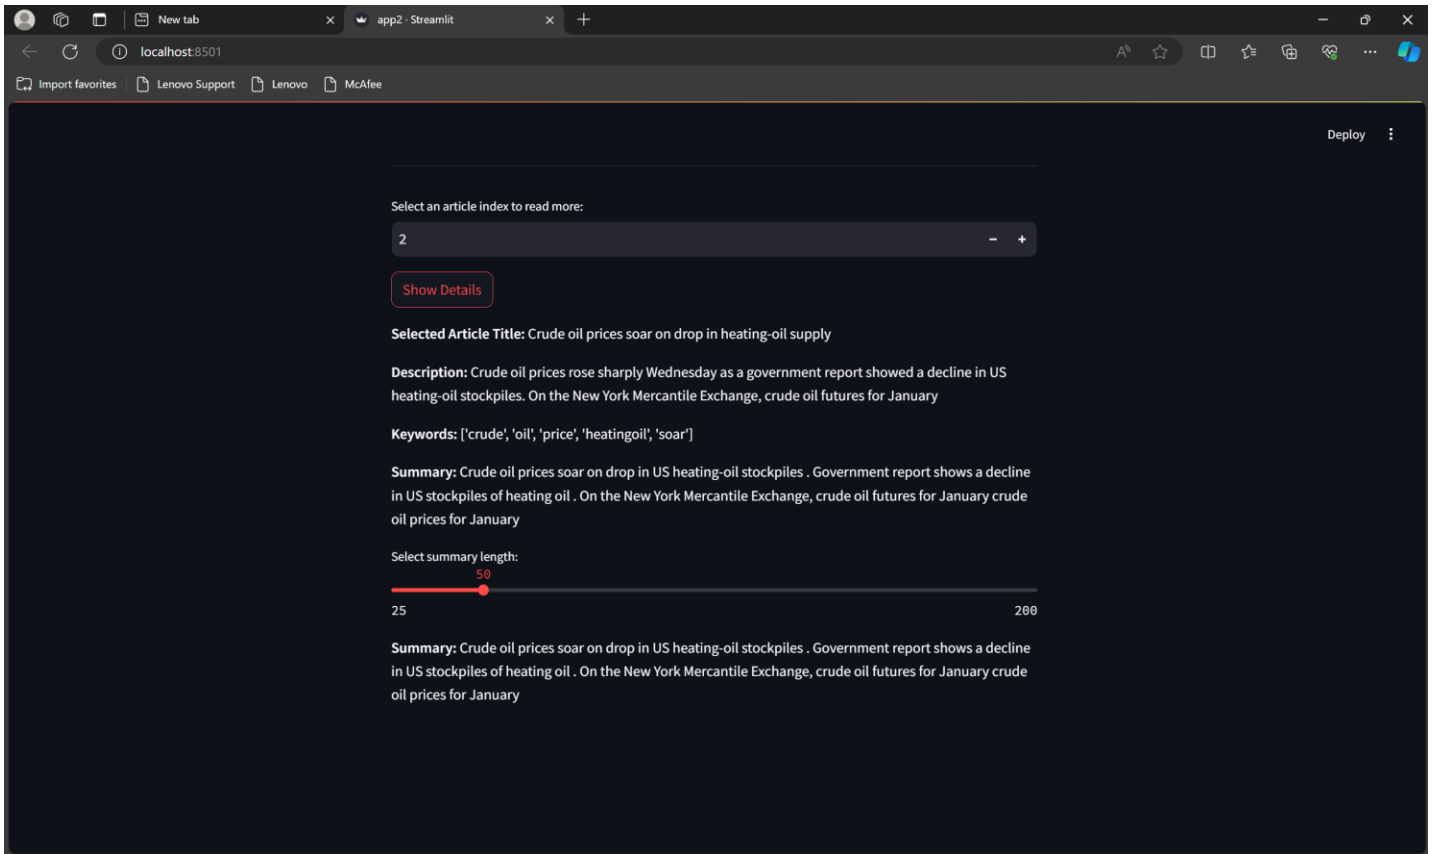 New tab
app2 · Streamlit
localhost:8501
Import favorites
Lenovo Support
Lenovo
McAfee
Deploy
Select an article index to read more:
2
Show Details
Selected Article Title: Crude oil prices soar on drop in heating-oil supply
Description: Crude oil prices rose sharply Wednesday as a government report showed a decline in US
heating-oil stockpiles. On the New York Mercantile Exchange, crude oil futures for January
Keywords: ['crude', 'oil', 'price', 'heatingoil', 'soar']
Summary: Crude oil prices soar on drop in US heating-oil stockpiles . Government report shows a decline
in US stockpiles of heating oil . On the New York Mercantile Exchange, crude oil futures for January crude
oil prices for January
Select summary length:
50
25 200
Summary: Crude oil prices soar on drop in US heating-oil stockpiles . Government report shows a decline
in US stockpiles of heating oil . On the New York Mercantile Exchange, crude oil futures for January crude
oil prices for January